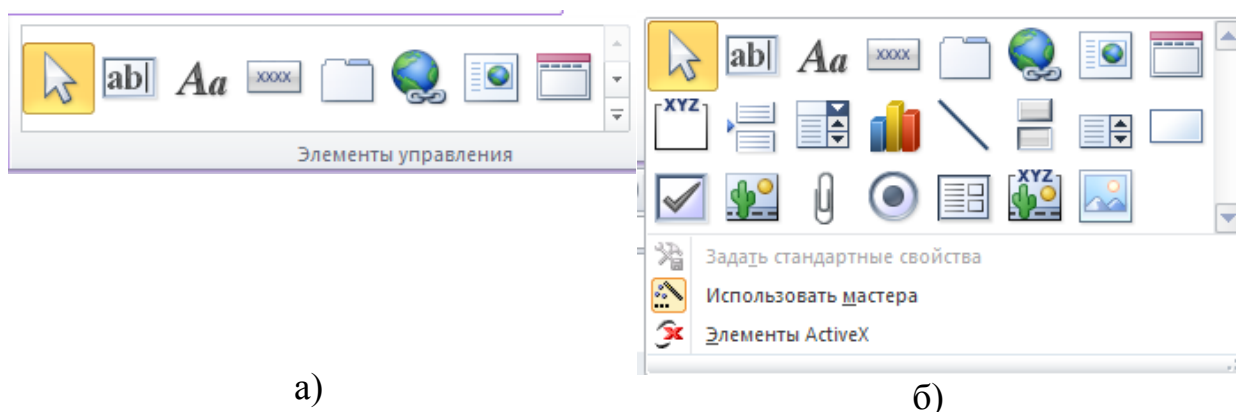 ab|
Aa
XXXX
Элементы управления
а)
ab|
Aa
XXXX
XYZ
XYZ
Задать стандартные свойства
Использовать мастера
Элементы ActiveX
б)